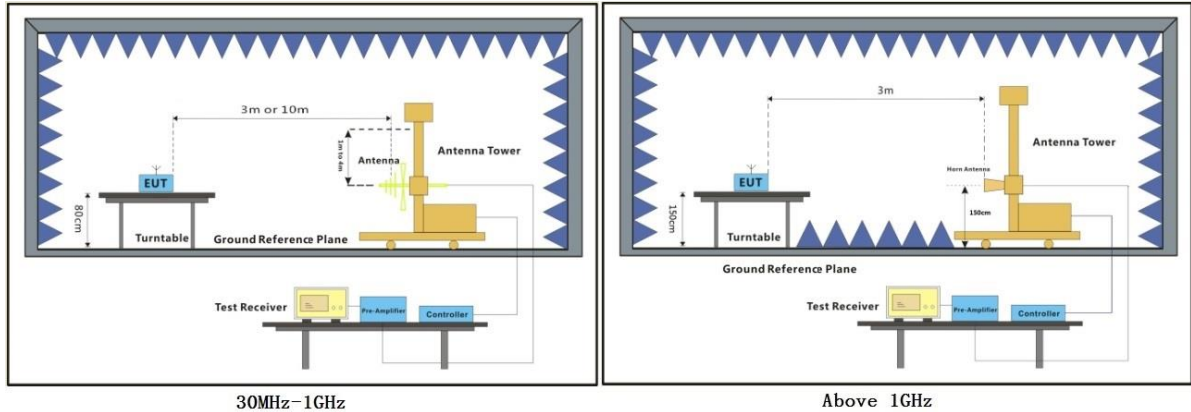 3m or 10m
1m to 4m
Antenna
Antenna Tower
EUT
80cm
Turntable
Ground Reference Plane
Test Receiver
Pre-Amplifier
Controller
30MHz-1GHz
3m
Antenna Tower
Horn Antenna
EUT
150cm
150cm
Turntable
Ground Reference Plane
Test Receiver
Pre-Amplifier
Controller
Above 1GHz